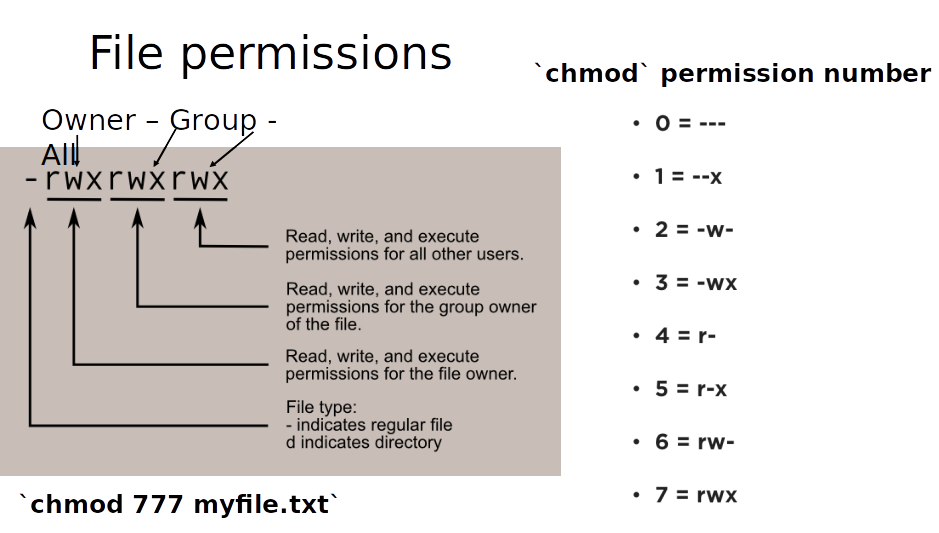 File permissions
Owner – Group -
All
-rwxrwxrwx
Read, write, and execute
permissions for all other users.
Read, write, and execute
permissions for the group owner
of the file.
Read, write, and execute
permissions for the file owner.
File type:
- indicates regular file
d indicates directory
`chmod 777 myfile.txt`
`chmod` permission number
• 0 = ---
• 1 = --x
• 2 = -w-
• 3 = -wx
• 4 = r-
• 5 = r-x
• 6 = rw-
• 7 = rwx